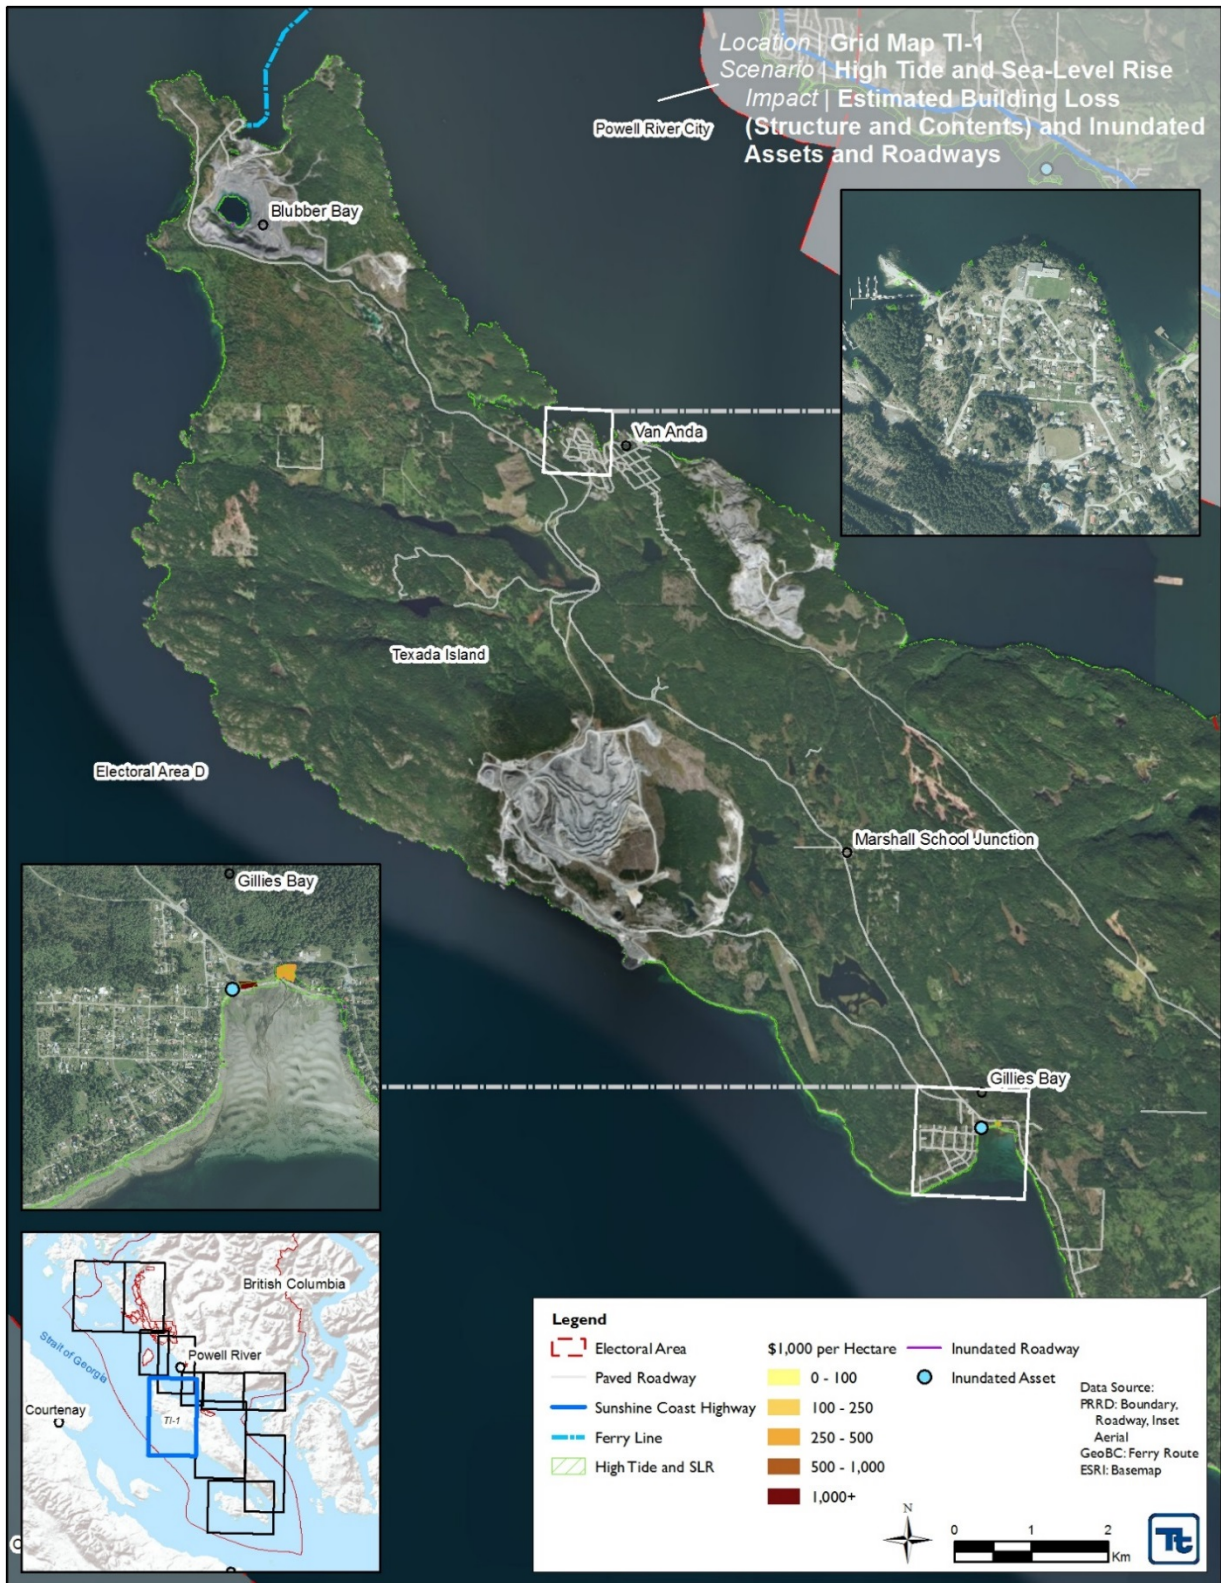 Location | Grid Map TI-1
Scenario | High Tide and Sea-Level Rise
Impact | Estimated Building Loss
(Structure and Contents) and Inundated
Assets and Roadways
Powell River City
Blubber Bay
Van Anda
Texada Island
Electoral Area D
Marshall School Junction
Gillies Bay
Gillies Bay
British Columbia
Strait of Georgia
Powell River
Courtenay
TI-1
Legend
Electoral Area
Paved Roadway
Sunshine Coast Highway
Ferry Line
High Tide and SLR
$1,000 per Hectare
0 - 100
100 - 250
250 - 500
500 - 1,000
1,000+
Inundated Roadway
Inundated Asset
Data Source:
PRRD: Boundary,
Roadway, Inset
Aerial
GeoBC: Ferry Route
ESRI: Basemap
N
0 1 2
Km
Tt